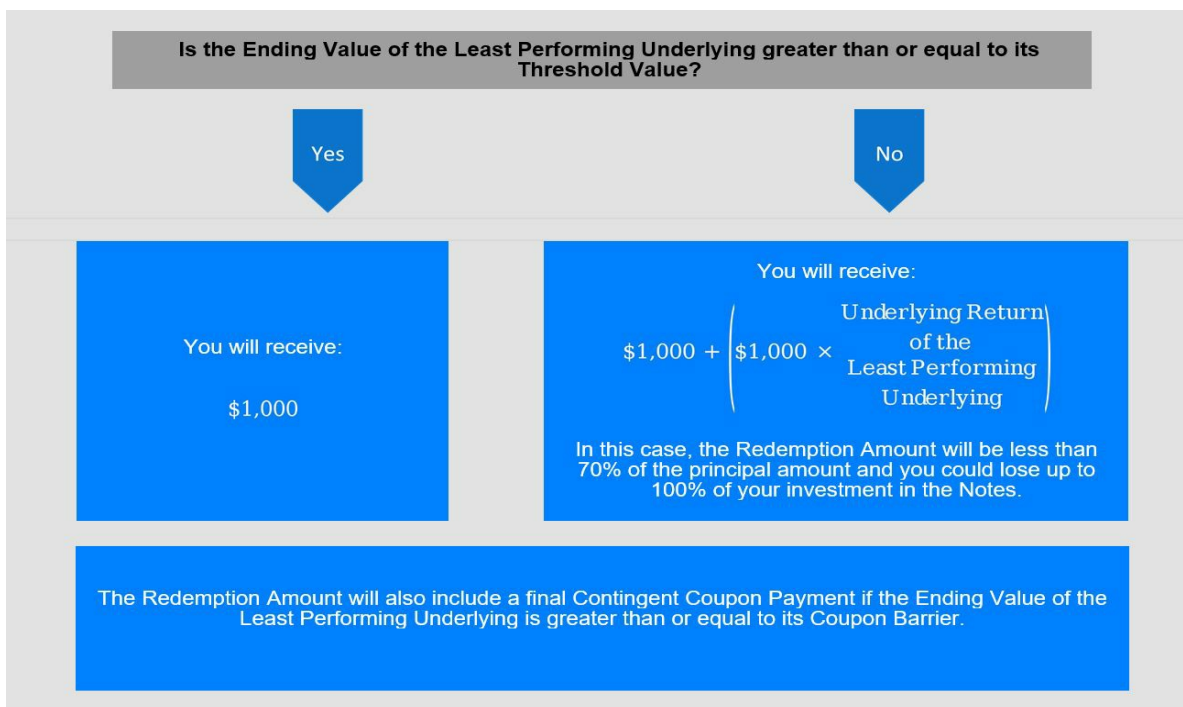 Is the Ending Value of the Least Performing Underlying greater than or equal to its
Threshold Value?
Yes
No
You will receive:
$1,000
You will receive:
$1,000 + ($1,000 × Underlying Return
of the
Least Performing
Underlying)
In this case, the Redemption Amount will be less than
70% of the principal amount and you could lose up to
100% of your investment in the Notes.
The Redemption Amount will also include a final Contingent Coupon Payment if the Ending Value of the
Least Performing Underlying is greater than or equal to its Coupon Barrier.